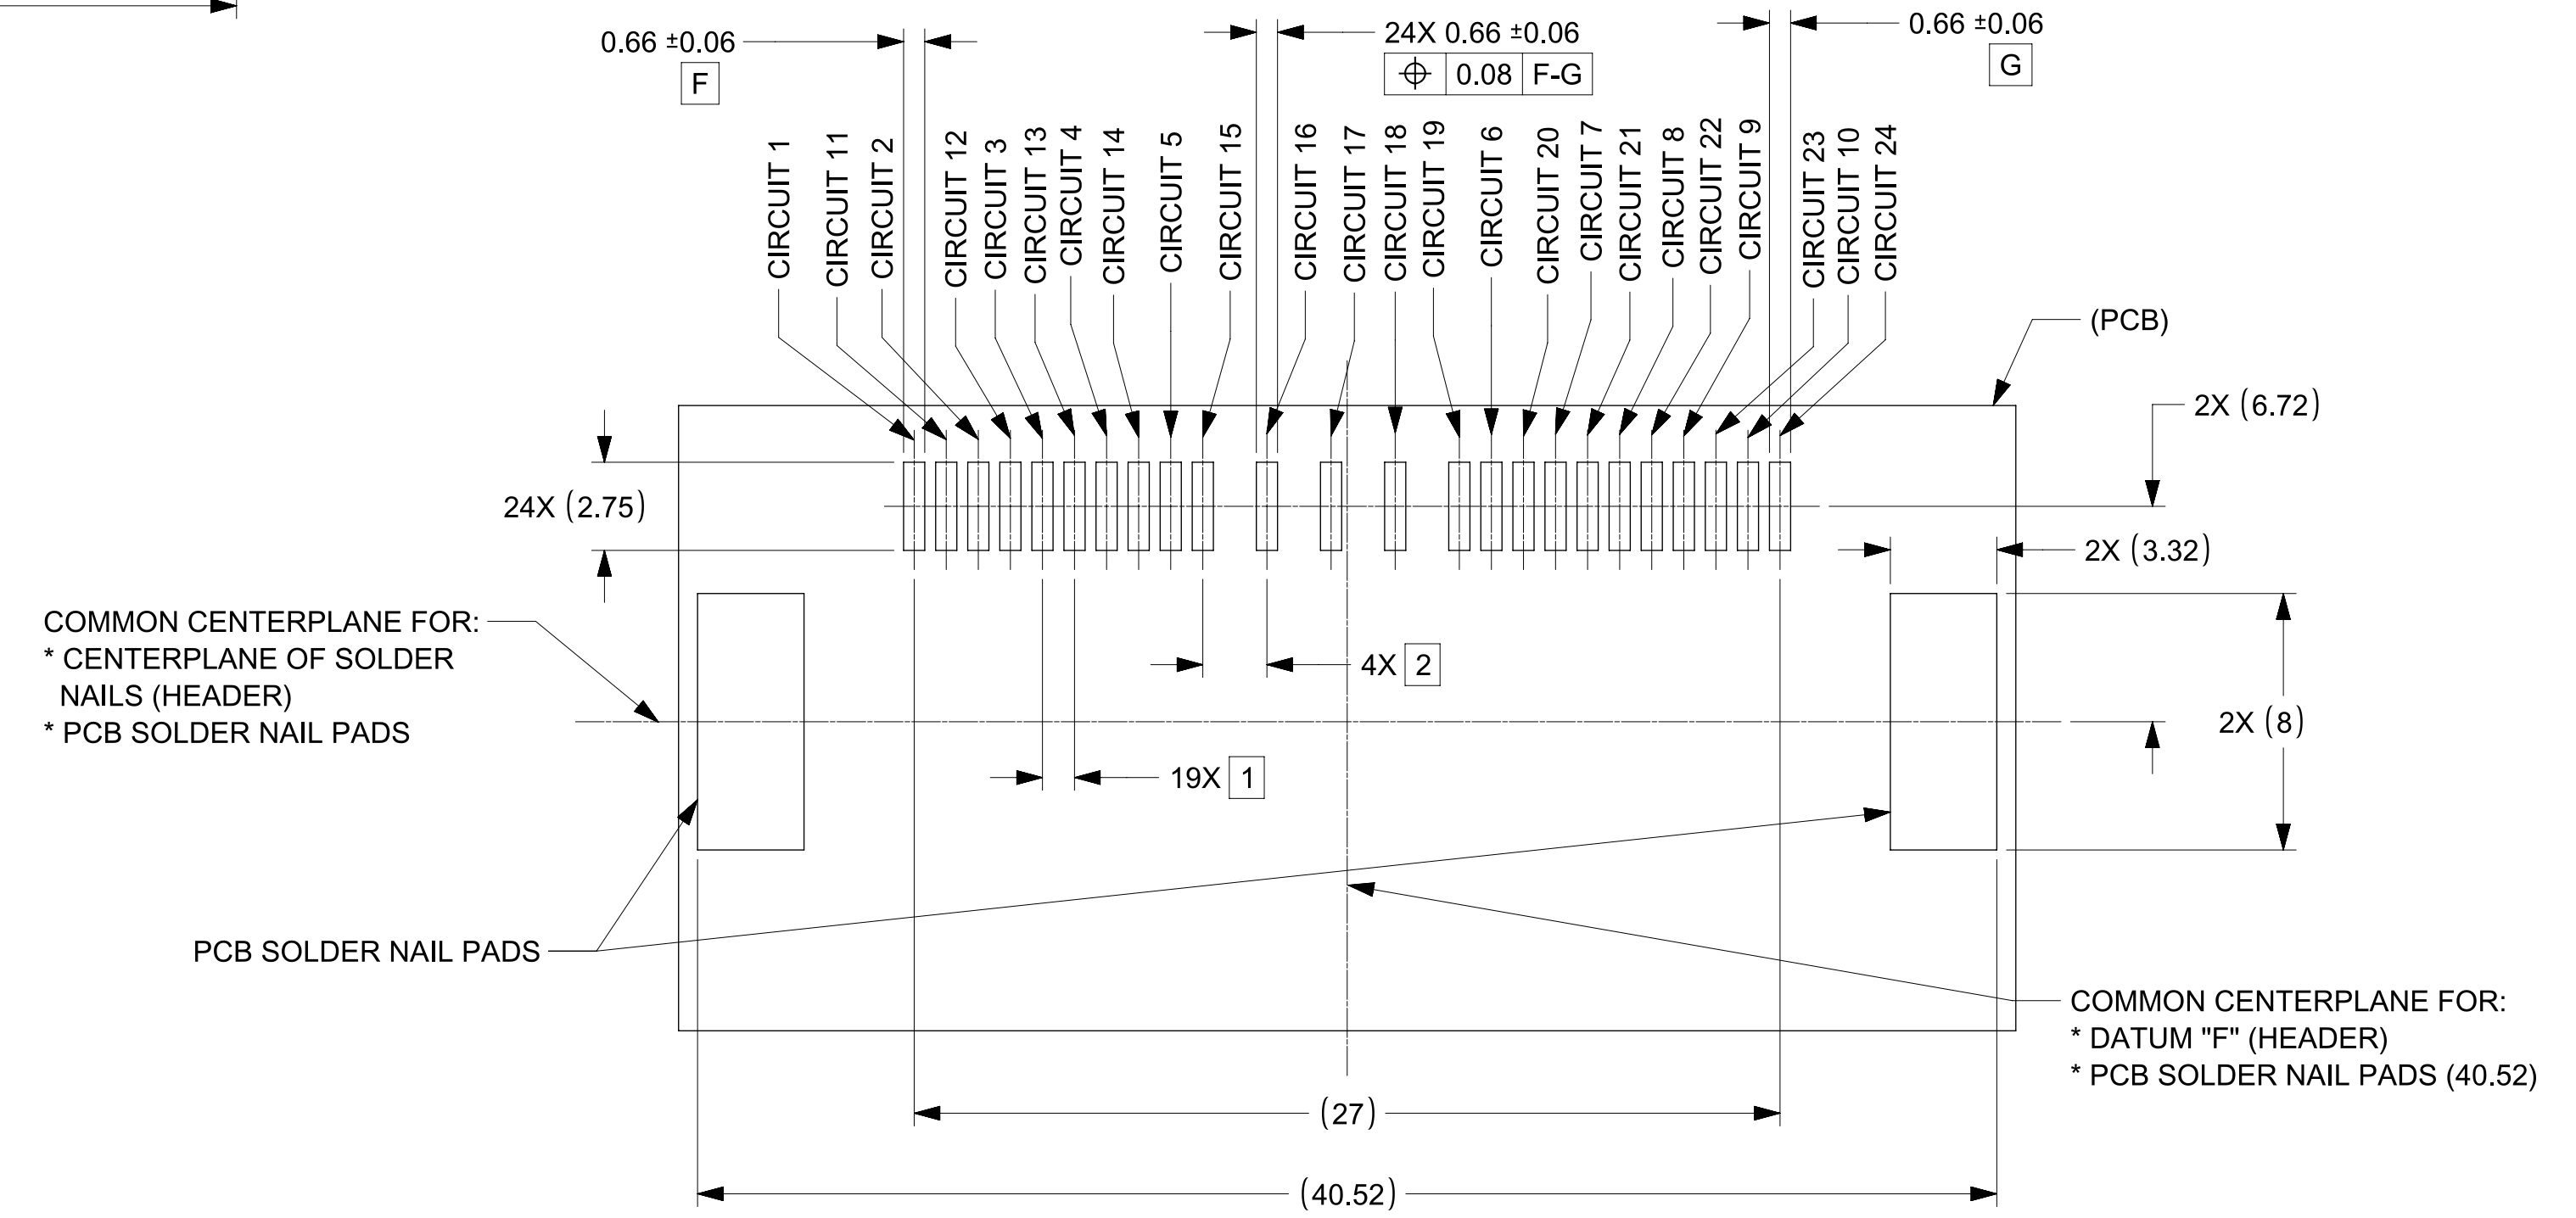 0.66 ±0.06
F
24X 0.66 ±0.06
⌖ 0.08 F-G
0.66 ±0.06
G
CIRCUIT 1
CIRCUIT 11
CIRCUIT 2
CIRCUIT 12
CIRCUIT 3
CIRCUIT 13
CIRCUIT 4
CIRCUIT 14
CIRCUIT 5
CIRCUIT 15
CIRCUIT 16
CIRCUIT 17
CIRCUIT 18
CIRCUIT 19
CIRCUIT 6
CIRCUIT 20
CIRCUIT 7
CIRCUIT 21
CIRCUIT 8
CIRCUIT 22
CIRCUIT 9
CIRCUIT 23
CIRCUIT 10
CIRCUIT 24
(PCB)
2X (6.72)
24X (2.75)
2X (3.32)
COMMON CENTERPLANE FOR:
* CENTERPLANE OF SOLDER
NAILS (HEADER)
* PCB SOLDER NAIL PADS
4X 2
2X (8)
19X 1
PCB SOLDER NAIL PADS
COMMON CENTERPLANE FOR:
* DATUM "F" (HEADER)
* PCB SOLDER NAIL PADS (40.52)
(27)
(40.52)